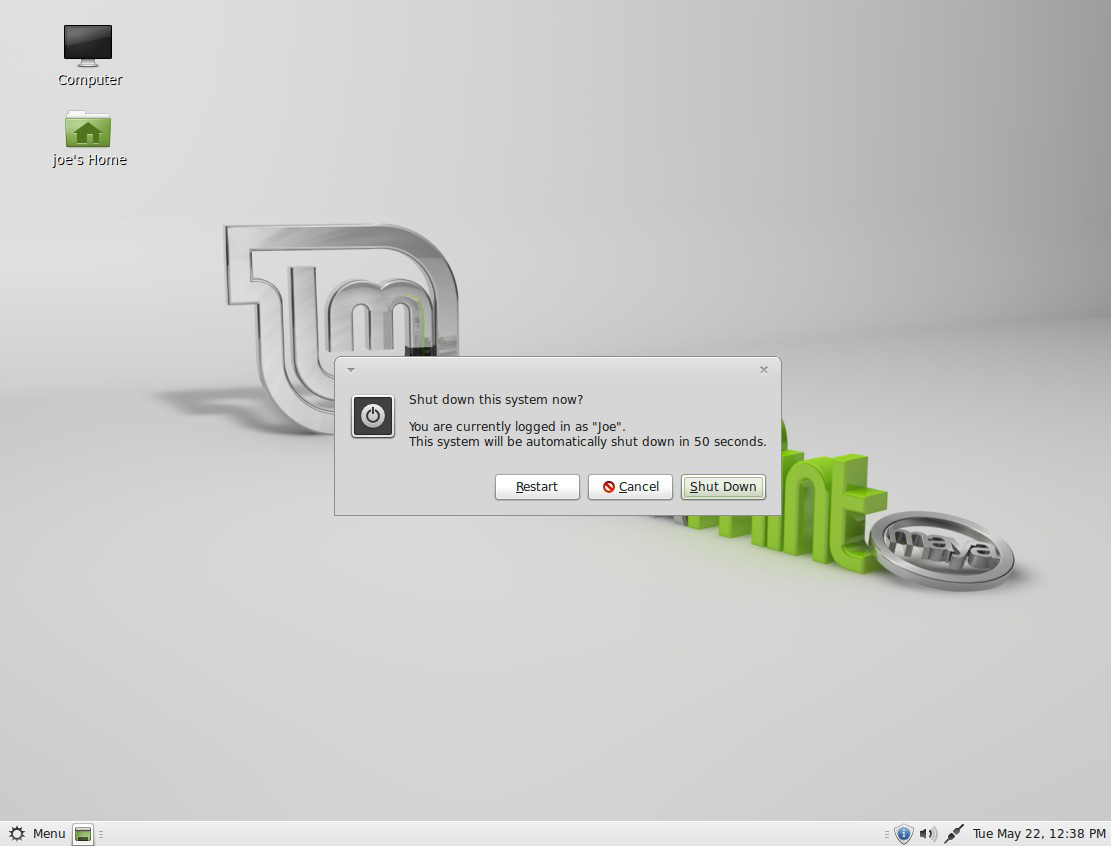 Computer
joe's Home
Shut down this system now?
You are currently logged in as "Joe".
This system will be automatically shut down in 50 seconds.
Restart
Cancel
Shut Down
maya
Menu
Tue May 22, 12:38 PM